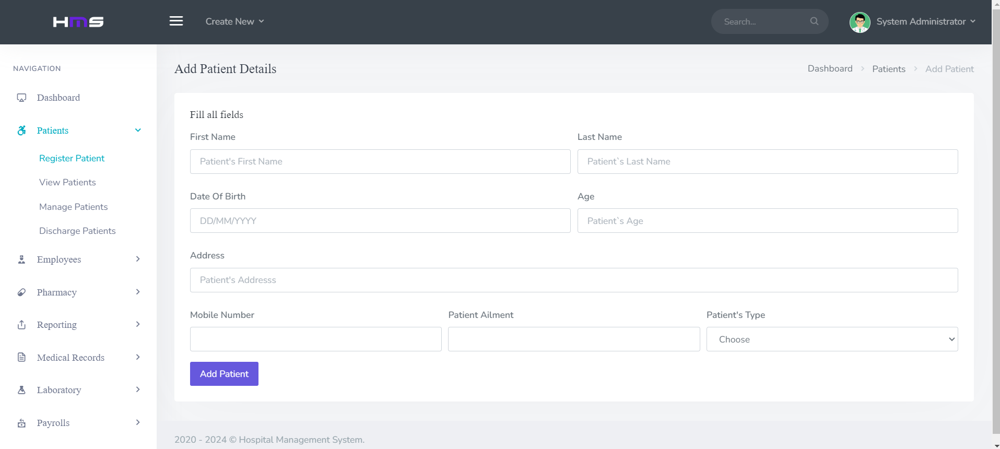 HMS
Create New
Search...
System Administrator
NAVIGATION
Dashboard
Patients
Register Patient
View Patients
Manage Patients
Discharge Patients
Employees
Pharmacy
Reporting
Medical Records
Laboratory
Payrolls
Add Patient Details
Dashboard > Patients > Add Patient
Fill all fields
First Name
Last Name
Patient's First Name
Patient`s Last Name
Date Of Birth
Age
DD/MM/YYYY
Patient`s Age
Address
Patient's Addresss
Mobile Number
Patient Ailment
Patient's Type
Choose
Add Patient
2020 - 2024 © Hospital Management System.